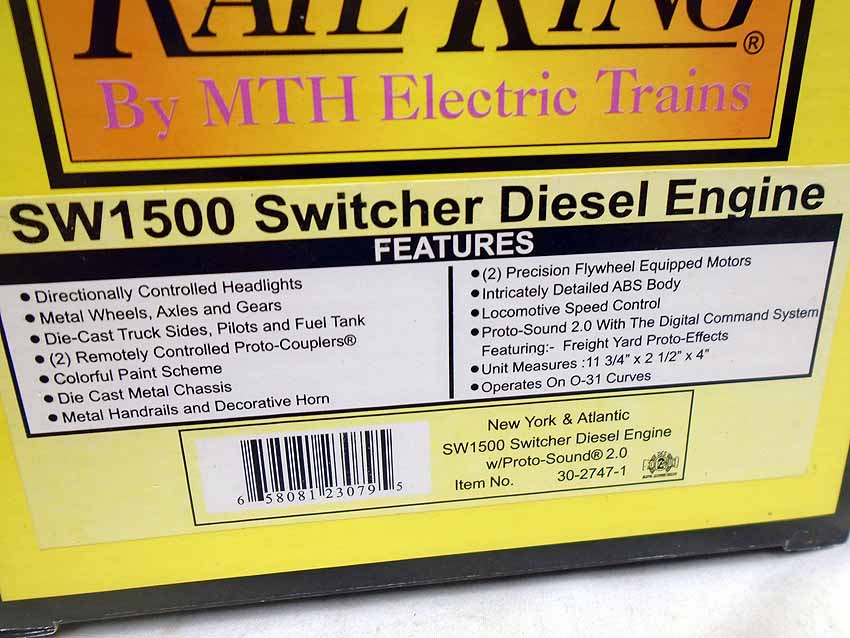 RAIL KING®
By MTH Electric Trains
SW1500 Switcher Diesel Engine
FEATURES
• Directionally Controlled Headlights
• Metal Wheels, Axles and Gears
• Die-Cast Truck Sides, Pilots and Fuel Tank
• (2) Remotely Controlled Proto-Couplers®
• Colorful Paint Scheme
• Die Cast Metal Chassis
• Metal Handrails and Decorative Horn
• (2) Precision Flywheel Equipped Motors
• Intricately Detailed ABS Body
• Locomotive Speed Control
• Proto-Sound 2.0 With The Digital Command System
Featuring:- Freight Yard Proto-Effects
• Unit Measures :11 3/4" x 2 1/2" x 4"
• Operates On O-31 Curves
6 58081 23079 5
New York & Atlantic
SW1500 Switcher Diesel Engine
w/Proto-Sound® 2.0
Item No. 30-2747-1